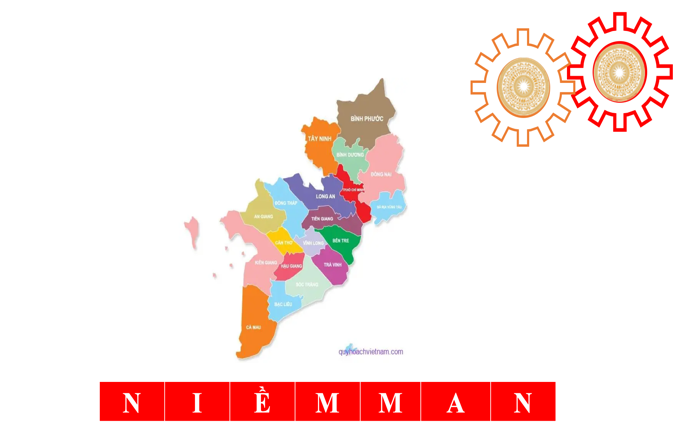 BÌNH PHƯỚC
TÂY NINH
BÌNH DƯƠNG
ĐỒNG NAI
LONG AN
ĐỒNG THÁP
AN GIANG
TIỀN GIANG
BẾN TRE
VĨNH LONG
CẦN THƠ
KIÊN GIANG
HẬU GIANG
TRÀ VINH
SÓC TRĂNG
BẠC LIÊU
CÀ MAU
quyhoachvietnam.com
N I Ề M M A N